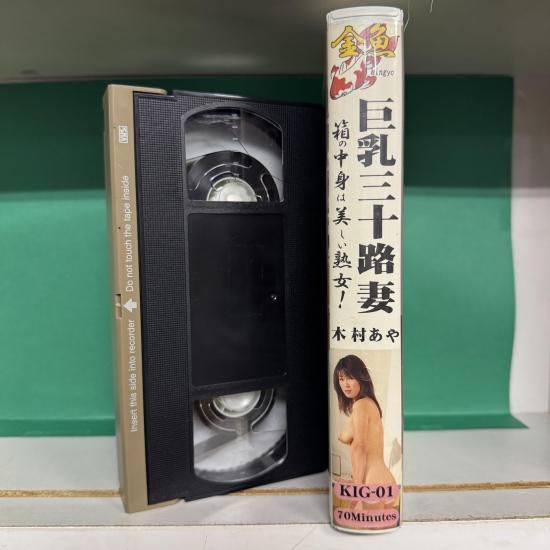 VHS
Insert this side into recorder ↑ Do not touch the tape inside
金魚
kingyo
巨乳三十路妻
箱の中身は美しい熟女!
木村あや
KIG-01
70Minutes